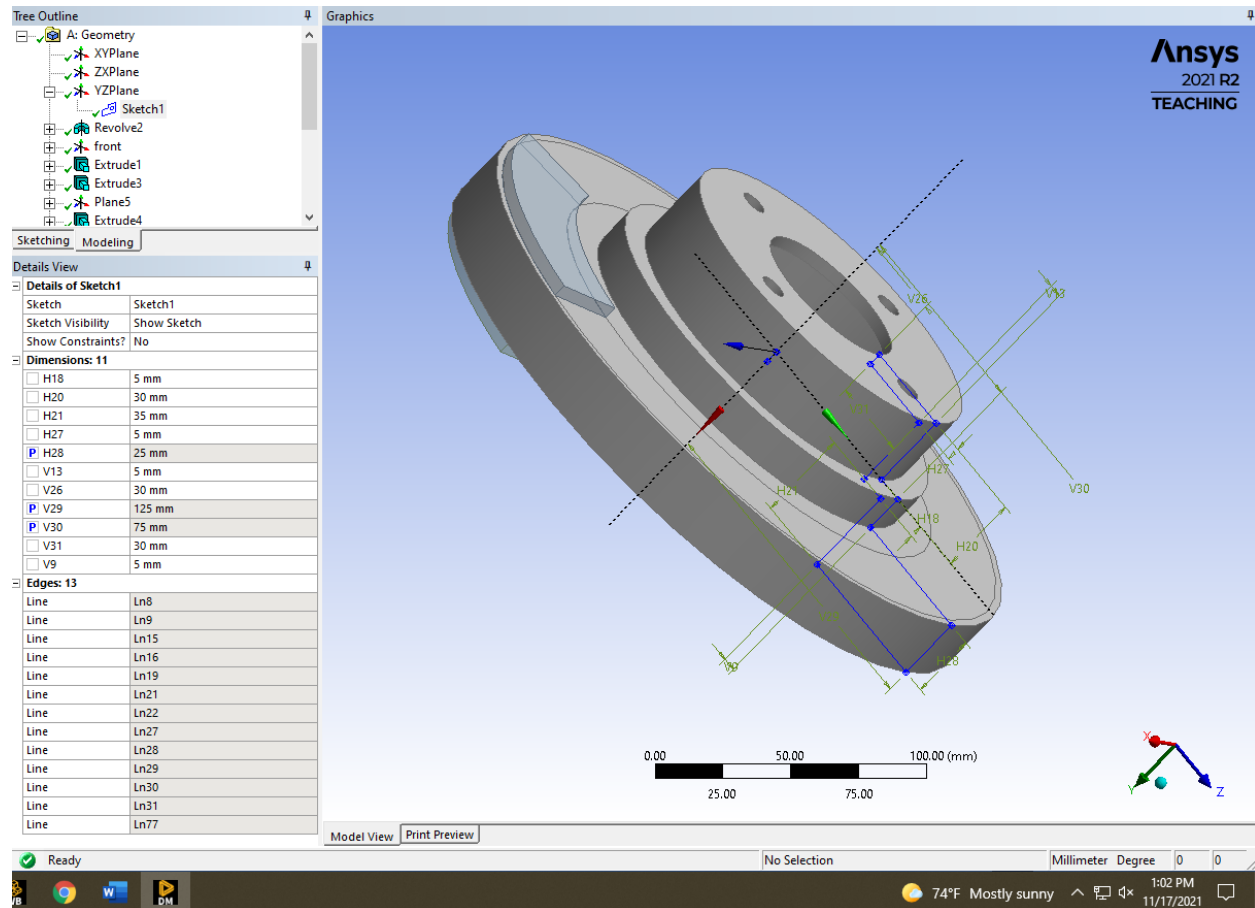 Tree Outline
A: Geometry
XYPlane
ZXPlane
YZPlane
Sketch1
Revolve2
front
Extrude1
Extrude3
Plane5
Extrude4
Sketching Modeling
Details View
Details of Sketch1
Sketch Sketch1
Sketch Visibility Show Sketch
Show Constraints? No
Dimensions: 11
H18 5 mm
H20 30 mm
H21 35 mm
H27 5 mm
P H28 25 mm
V13 5 mm
V26 30 mm
P V29 125 mm
P V30 75 mm
V31 30 mm
V9 5 mm
Edges: 13
Line Ln8
Line Ln9
Line Ln15
Line Ln16
Line Ln19
Line Ln21
Line Ln22
Line Ln27
Line Ln28
Line Ln29
Line Ln30
Line Ln31
Line Ln77
Graphics
Ansys
2021 R2
TEACHING
V26
V13
H27
V30
H21
H18
H20
H28
V9
0.00 50.00 100.00 (mm)
25.00 75.00
X
Y
Z
Model View Print Preview
Ready No Selection Millimeter Degree 0 0
W
DM
74°F Mostly sunny
1:02 PM
11/17/2021